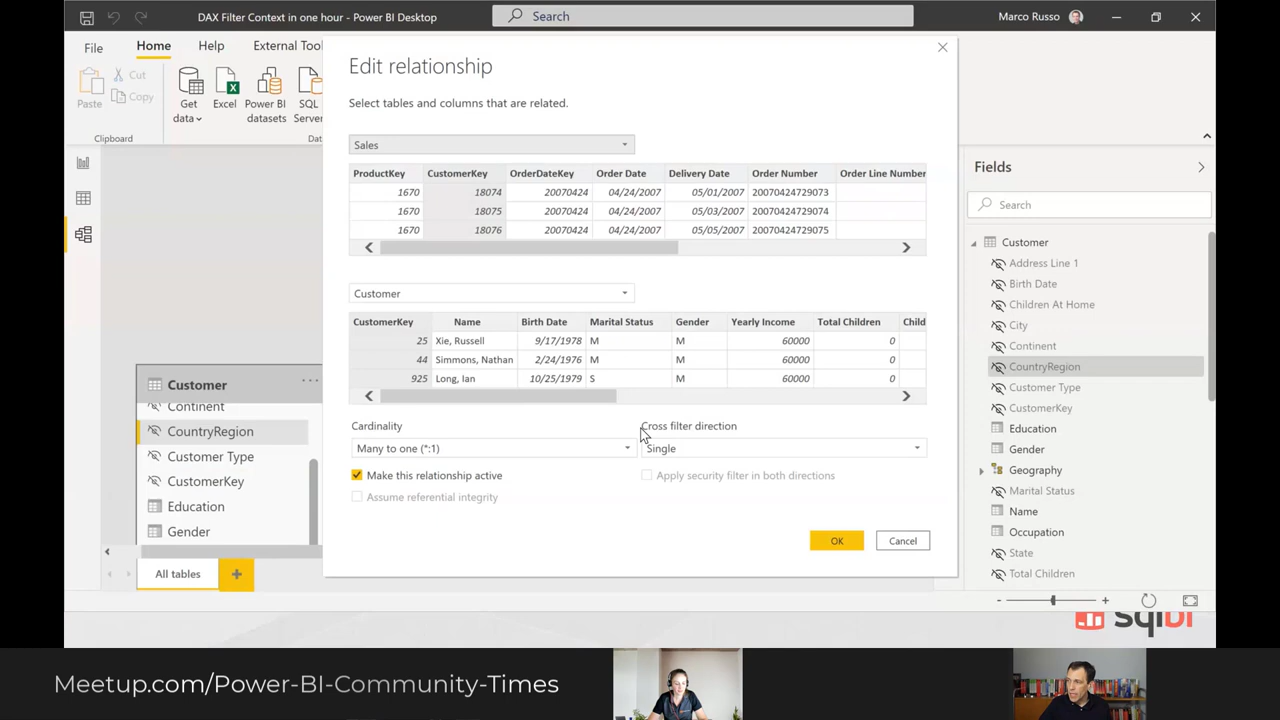 DAX Filter Context in one hour - Power BI Desktop
Search
Marco Russo
File
Home
Help
External Tool
Paste
Cut
Copy
Clipboard
Get data
Excel
Power BI datasets
SQL Server
Dat
Edit relationship
Select tables and columns that are related.
Sales
ProductKey CustomerKey OrderDateKey Order Date Delivery Date Order Number Order Line Number
1670 18074 20070424 04/24/2007 05/01/2007 20070424729073
1670 18075 20070424 04/24/2007 05/03/2007 20070424729074
1670 18076 20070424 04/24/2007 05/05/2007 20070424729075
Customer
CustomerKey Name Birth Date Marital Status Gender Yearly Income Total Children Child
25 Xie, Russell 9/17/1978 M M 60000 0
44 Simmons, Nathan 2/24/1976 M M 60000 0
925 Long, Ian 10/25/1979 S M 60000 0
Cardinality
Many to one (*:1)
Cross filter direction
Single
Make this relationship active
Apply security filter in both directions
Assume referential integrity
OK
Cancel
Customer
Continent
CountryRegion
Customer Type
CustomerKey
Education
Gender
All tables
Fields
Search
Customer
Address Line 1
Birth Date
Children At Home
City
Continent
CountryRegion
Customer Type
CustomerKey
Education
Gender
Geography
Marital Status
Name
Occupation
State
Total Children
sqlbi
Meetup.com/Power-BI-Community-Times